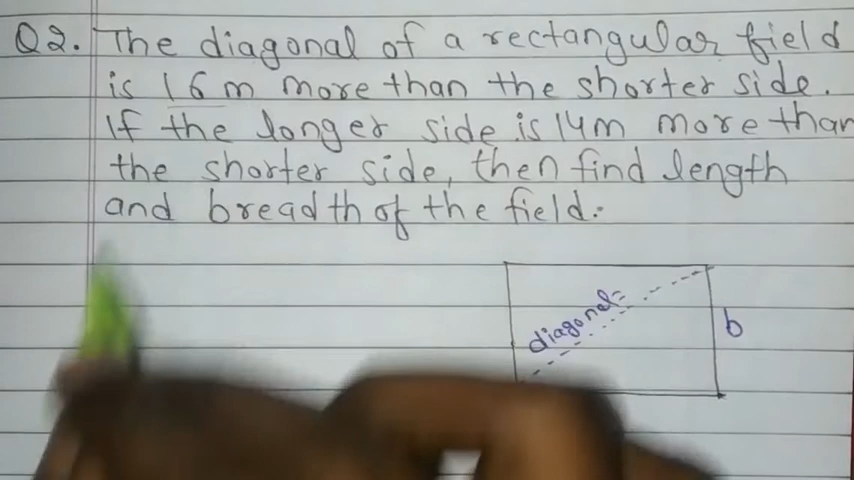 Q2. The diagonal of a rectangular field
is 16 m more than the shorter side.
If the longer side is 14m more than
the shorter side, then find length
and breadth of the field.
diagonal=
b